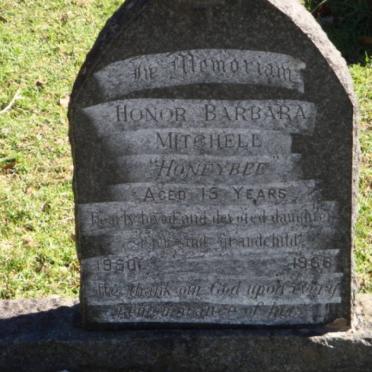 In Memoriam
HONOR BARBARA
MITCHELL
"HONEYBEE"
AGED 15 YEARS
Dearly loved and devoted daughter
and grandchild.
1950 1966
We thank our God upon every
remembrance of her.